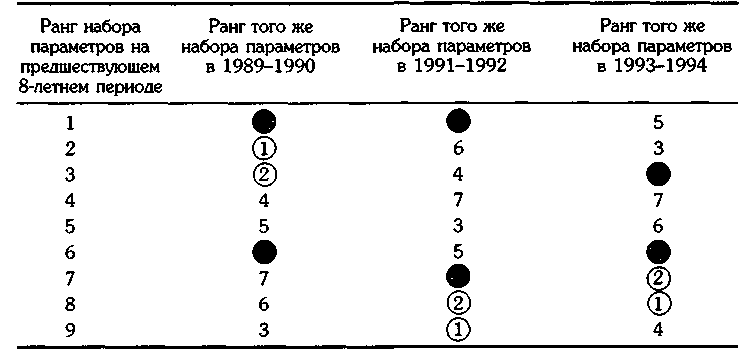 Ранг набора
параметров на
предшествующем
8-летнем периоде
Ранг того же
набора параметров
в 1989–1990
Ранг того же
набора параметров
в 1991–1992
Ранг того же
набора параметров
в 1993–1994
1 ● ● 5
2 ① 6 3
3 ② 4 ●
4 4 7 7
5 5 3 6
6 ● 5 ●
7 7 ● ②
8 6 ② ①
9 3 ① 4